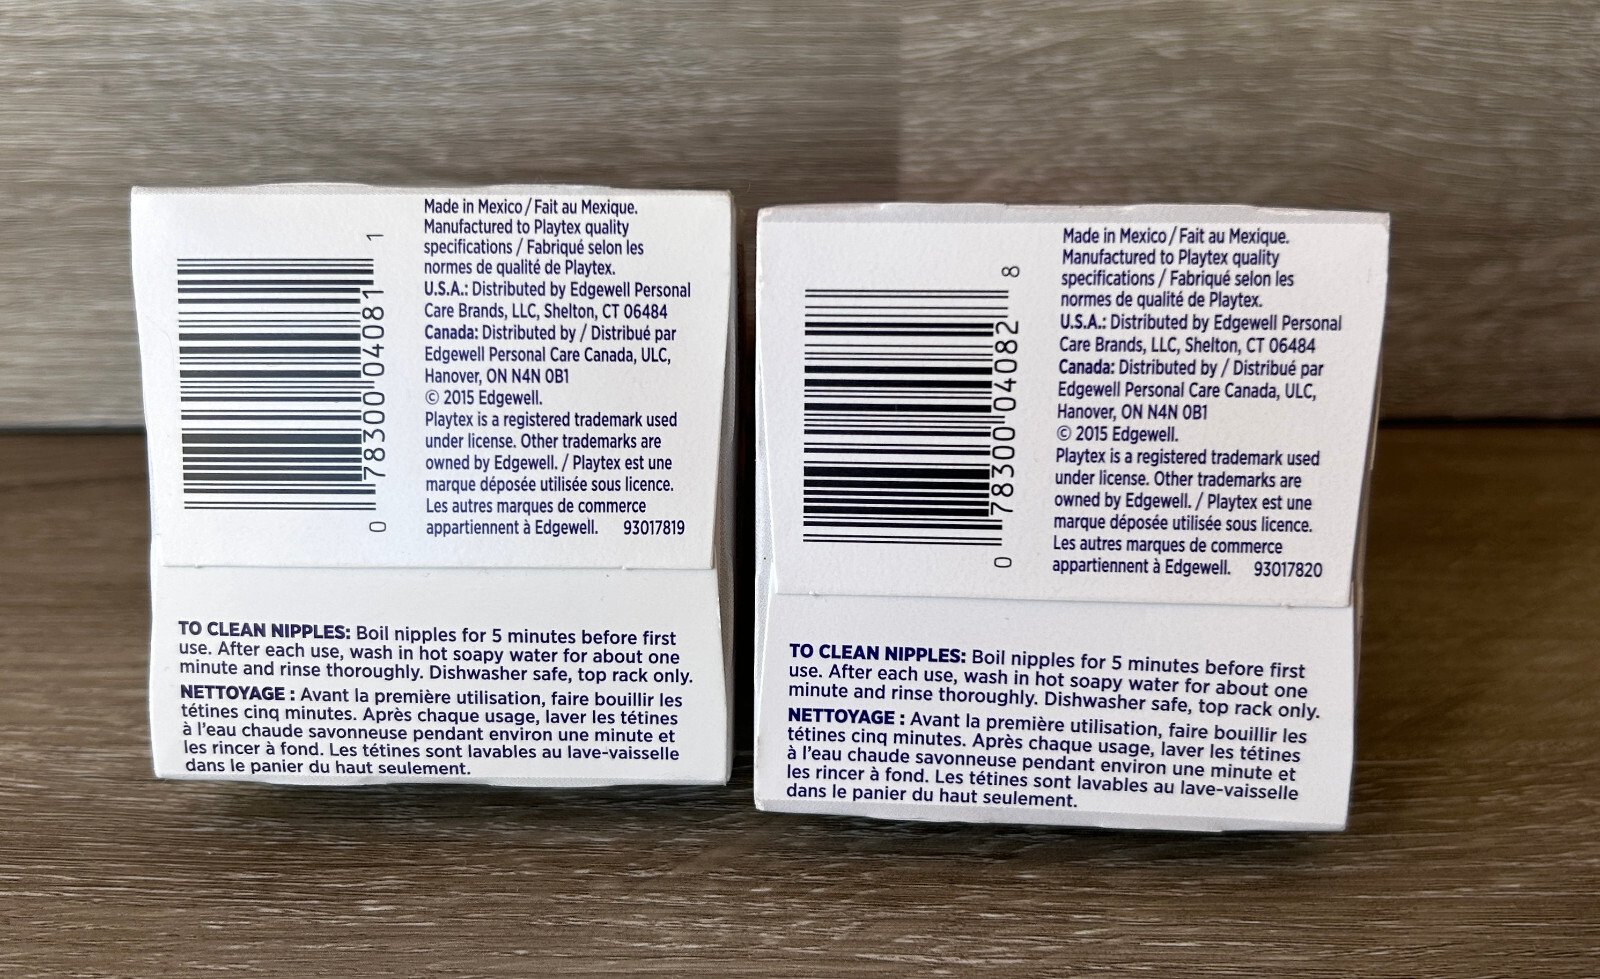 Made in Mexico / Fait au Mexique.
Manufactured to Playtex quality
specifications / Fabriqué selon les
normes de qualité de Playtex.
U.S.A.: Distributed by Edgewell Personal
Care Brands, LLC, Shelton, CT 06484
Canada: Distributed by / Distribué par
Edgewell Personal Care Canada, ULC,
Hanover, ON N4N 0B1
© 2015 Edgewell.
Playtex is a registered trademark used
under license. Other trademarks are
owned by Edgewell. / Playtex est une
marque déposée utilisée sous licence.
Les autres marques de commerce
appartiennent à Edgewell. 93017819
0 78300 04081 1
TO CLEAN NIPPLES: Boil nipples for 5 minutes before first
use. After each use, wash in hot soapy water for about one
minute and rinse thoroughly. Dishwasher safe, top rack only.
NETTOYAGE : Avant la première utilisation, faire bouillir les
tétines cinq minutes. Après chaque usage, laver les tétines
à l'eau chaude savonneuse pendant environ une minute et
les rincer à fond. Les tétines sont lavables au lave-vaisselle
dans le panier du haut seulement.
Made in Mexico / Fait au Mexique.
Manufactured to Playtex quality
specifications / Fabriqué selon les
normes de qualité de Playtex.
U.S.A.: Distributed by Edgewell Personal
Care Brands, LLC, Shelton, CT 06484
Canada: Distributed by / Distribué par
Edgewell Personal Care Canada, ULC,
Hanover, ON N4N 0B1
© 2015 Edgewell.
Playtex is a registered trademark used
under license. Other trademarks are
owned by Edgewell. / Playtex est une
marque déposée utilisée sous licence.
Les autres marques de commerce
appartiennent à Edgewell. 93017820
0 78300 04082 8
TO CLEAN NIPPLES: Boil nipples for 5 minutes before first
use. After each use, wash in hot soapy water for about one
minute and rinse thoroughly. Dishwasher safe, top rack only.
NETTOYAGE : Avant la première utilisation, faire bouillir les
tétines cinq minutes. Après chaque usage, laver les tétines
à l'eau chaude savonneuse pendant environ une minute et
les rincer à fond. Les tétines sont lavables au lave-vaisselle
dans le panier du haut seulement.